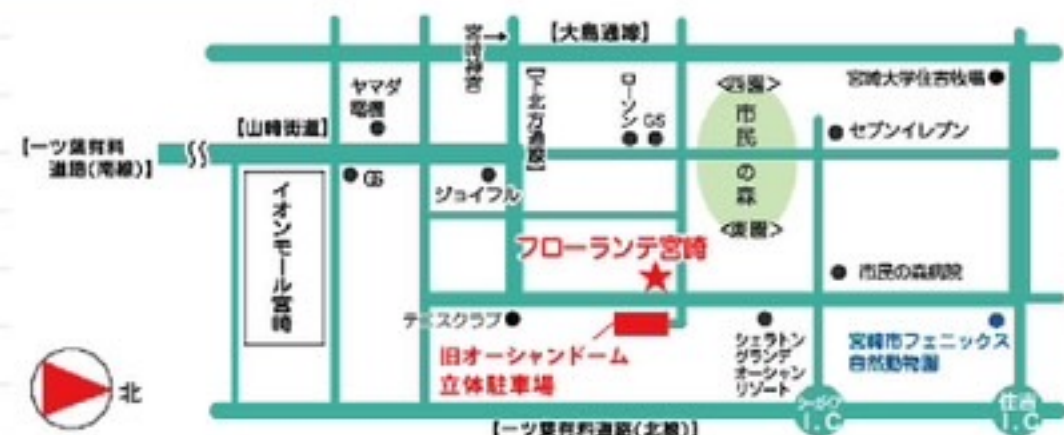 宮崎神宮
【大島通線】
【下北方通線】
ヤマダ
電機
ローソン
GS
<西園>
市民の森
<東園>
宮崎大学住吉牧場
セブンイレブン
【山崎街道】
【一ツ葉有料
道路(南線)】
GS
ジョイフル
イオンモール宮崎
フローランテ宮崎
市民の森病院
テニスクラブ
旧オーシャンドーム
立体駐車場
シェラトン
グランデ
オーシャン
リゾート
宮崎市フェニックス
自然動物園
北
I.C
住吉
I.C
【一ツ葉有料道路(北線)】